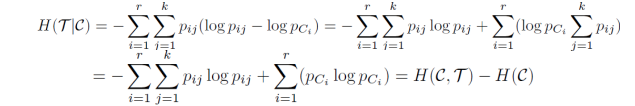 H(𝒯|𝒞) = −∑_{i=1}^{r} ∑_{j=1}^{k} p_{ij}(log p_{ij} − log p_{C_i}) = −∑_{i=1}^{r} ∑_{j=1}^{k} p_{ij} log p_{ij} + ∑_{i=1}^{r} (log p_{C_i} ∑_{j=1}^{k} p_{ij})
= −∑_{i=1}^{r} ∑_{j=1}^{k} p_{ij} log p_{ij} + ∑_{i=1}^{r} (p_{C_i} log p_{C_i}) = H(𝒞, 𝒯) − H(𝒞)